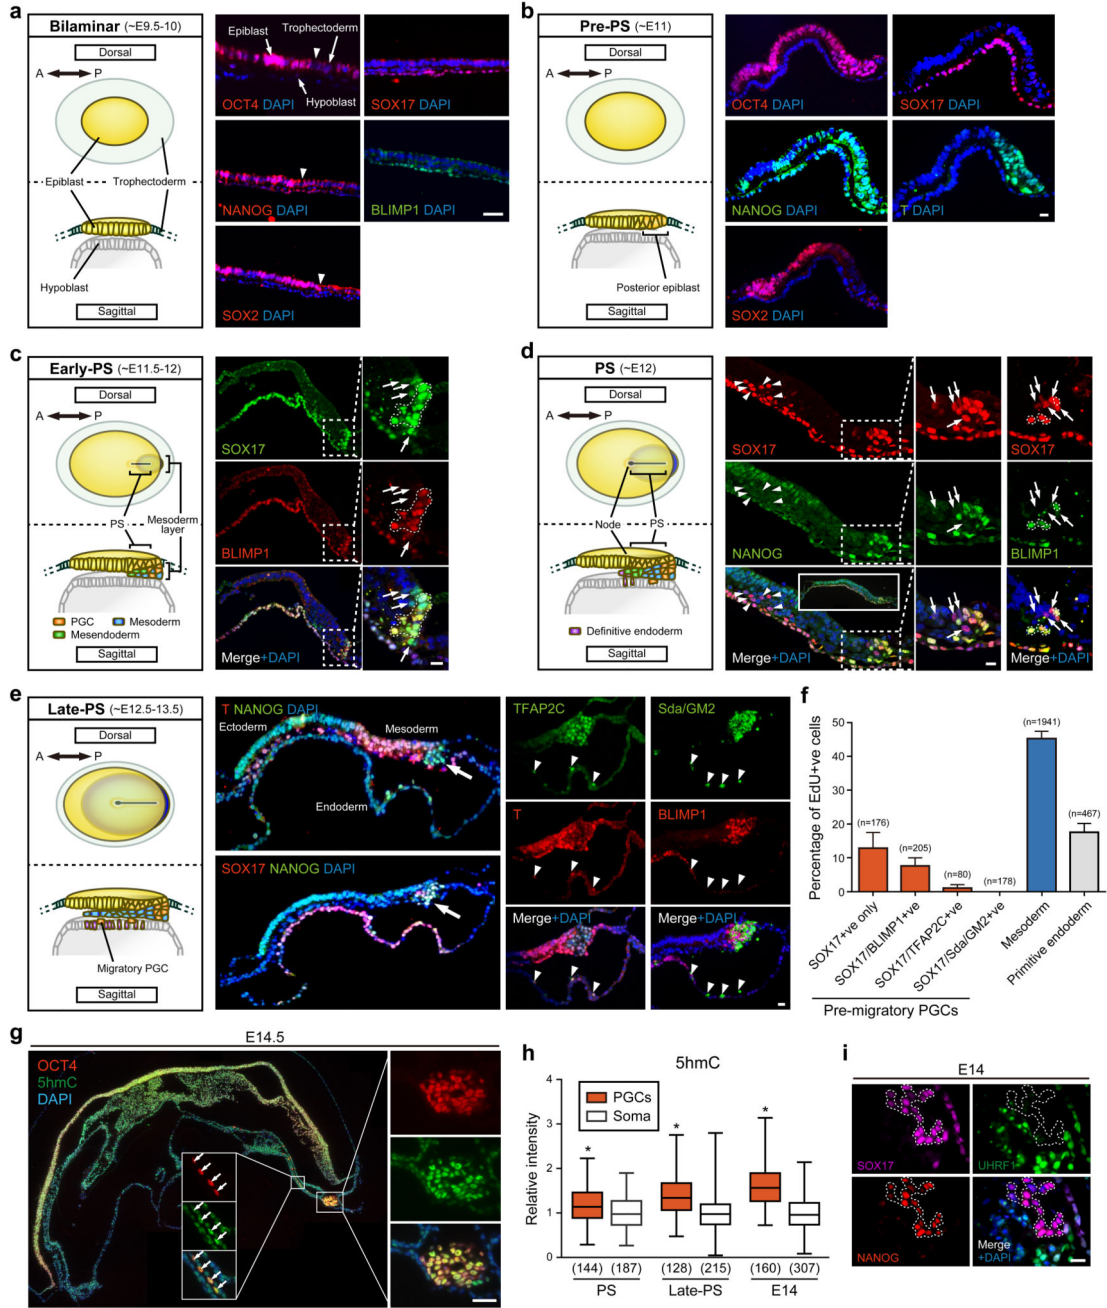 a
Bilaminar (~E9.5-10)
Dorsal
A P
Epiblast
Trophectoderm
Hypoblast
Sagittal
Epiblast
Trophectoderm
Hypoblast
OCT4 DAPI
SOX17 DAPI
NANOG DAPI
BLIMP1 DAPI
SOX2 DAPI
b
Pre-PS (~E11)
Dorsal
A P
Posterior epiblast
Sagittal
OCT4 DAPI
SOX17 DAPI
NANOG DAPI
T DAPI
SOX2 DAPI
c
Early-PS (~E11.5-12)
Dorsal
A P
PS
Mesoderm
layer
PGC
Mesoderm
Mesendoderm
Sagittal
SOX17
BLIMP1
Merge+DAPI
d
PS (~E12)
Dorsal
A P
Node
PS
Definitive endoderm
Sagittal
SOX17
SOX17
NANOG
BLIMP1
Merge+DAPI
Merge+DAPI
e
Late-PS (~E12.5-13.5)
Dorsal
A P
Migratory PGC
Sagittal
T NANOG DAPI
Ectoderm
Mesoderm
Endoderm
SOX17 NANOG DAPI
TFAP2C
Sda/GM2
T
BLIMP1
Merge+DAPI
Merge+DAPI
f
Percentage of EdU+ve cells
50
40
30
20
10
0
(n=176)
(n=205)
(n=80)
(n=178)
(n=1941)
(n=467)
SOX17+ve only
SOX17/BLIMP1+ve
SOX17/TFAP2C+ve
SOX17/Sda/GM2+ve
Mesoderm
Primitive endoderm
Pre-migratory PGCs
g
E14.5
OCT4
5hmC
DAPI
h
5hmC
Relative intensity
4
3
2
1
0
PGCs
Soma
*
*
*
(144) (187) (128) (215) (160) (307)
PS Late-PS E14
i
E14
SOX17
UHRF1
NANOG
Merge
+DAPI